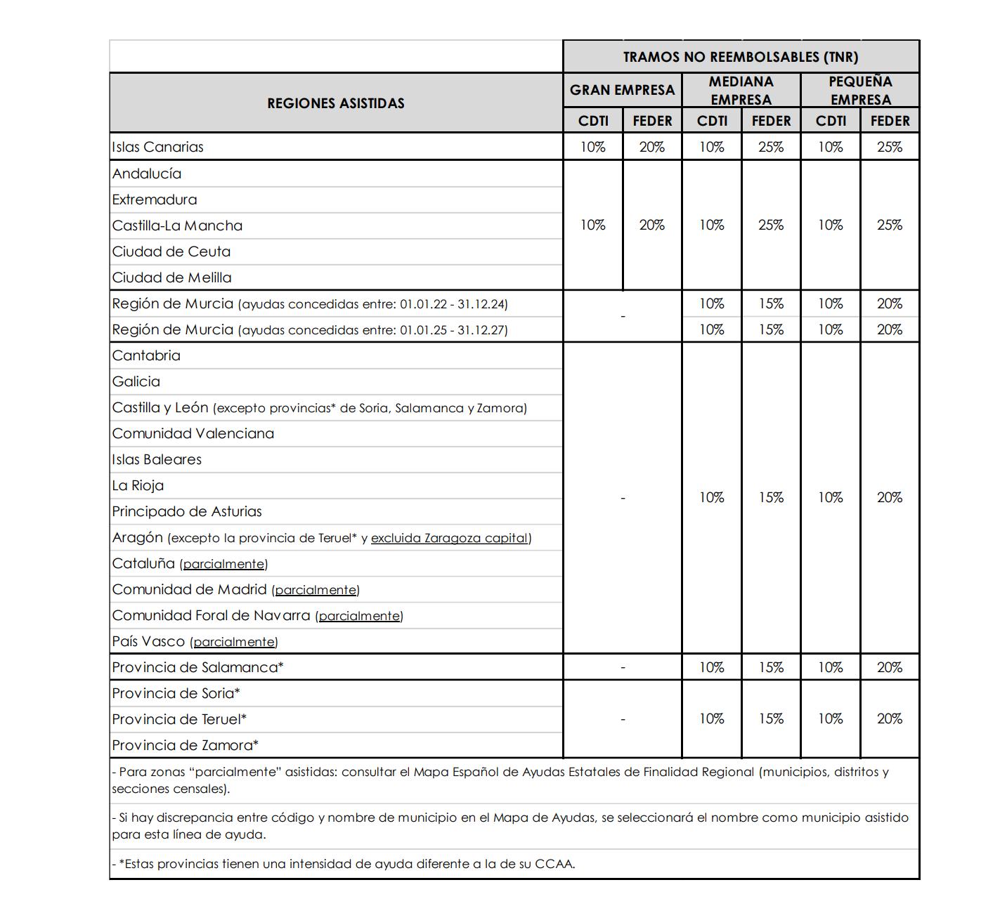 TRAMOS NO REEMBOLSABLES (TNR)
REGIONES ASISTIDAS
GRAN EMPRESA
MEDIANA
EMPRESA
PEQUEÑA
EMPRESA
CDTI FEDER CDTI FEDER CDTI FEDER
Islas Canarias 10% 20% 10% 25% 10% 25%
Andalucía
Extremadura
Castilla-La Mancha 10% 20% 10% 25% 10% 25%
Ciudad de Ceuta
Ciudad de Melilla
Región de Murcia (ayudas concedidas entre: 01.01.22 - 31.12.24) 10% 15% 10% 20%
-
Región de Murcia (ayudas concedidas entre: 01.01.25 - 31.12.27) 10% 15% 10% 20%
Cantabria
Galicia
Castilla y León (excepto provincias* de Soria, Salamanca y Zamora)
Comunidad Valenciana
Islas Baleares
La Rioja
- 10% 15% 10% 20%
Principado de Asturias
Aragón (excepto la provincia de Teruel* y excluida Zaragoza capital)
Cataluña (parcialmente)
Comunidad de Madrid (parcialmente)
Comunidad Foral de Navarra (parcialmente)
País Vasco (parcialmente)
Provincia de Salamanca* - 10% 15% 10% 20%
Provincia de Soria*
Provincia de Teruel* - 10% 15% 10% 20%
Provincia de Zamora*
- Para zonas “parcialmente” asistidas: consultar el Mapa Español de Ayudas Estatales de Finalidad Regional (municipios, distritos y
secciones censales).
- Si hay discrepancia entre código y nombre de municipio en el Mapa de Ayudas, se seleccionará el nombre como municipio asistido
para esta línea de ayuda.
- *Estas provincias tienen una intensidad de ayuda diferente a la de su CCAA.